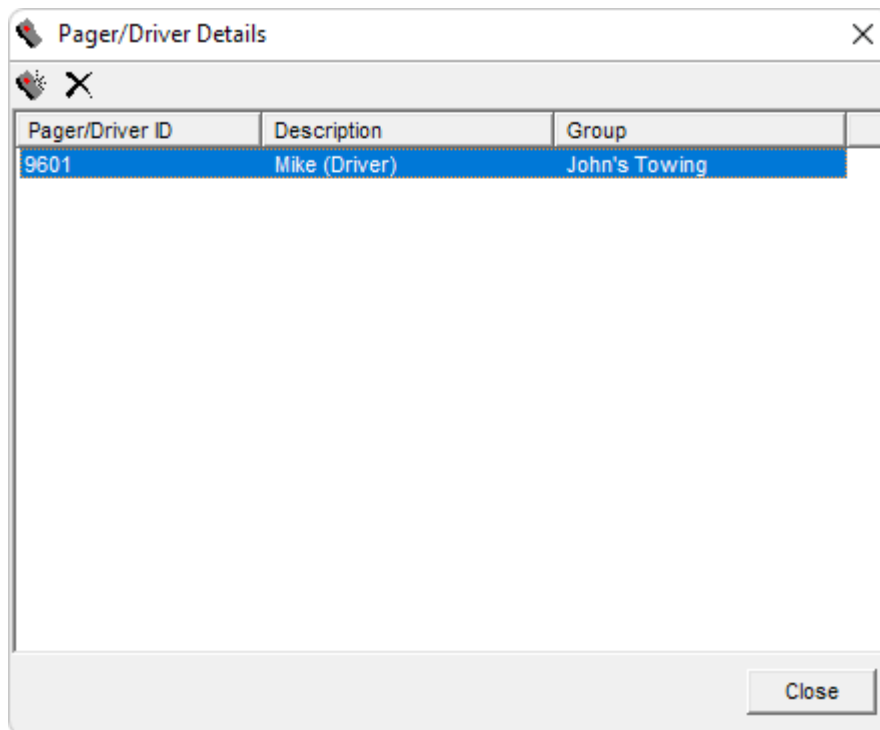 Pager/Driver Details
Pager/Driver ID Description Group
9601 Mike (Driver) John's Towing
Close